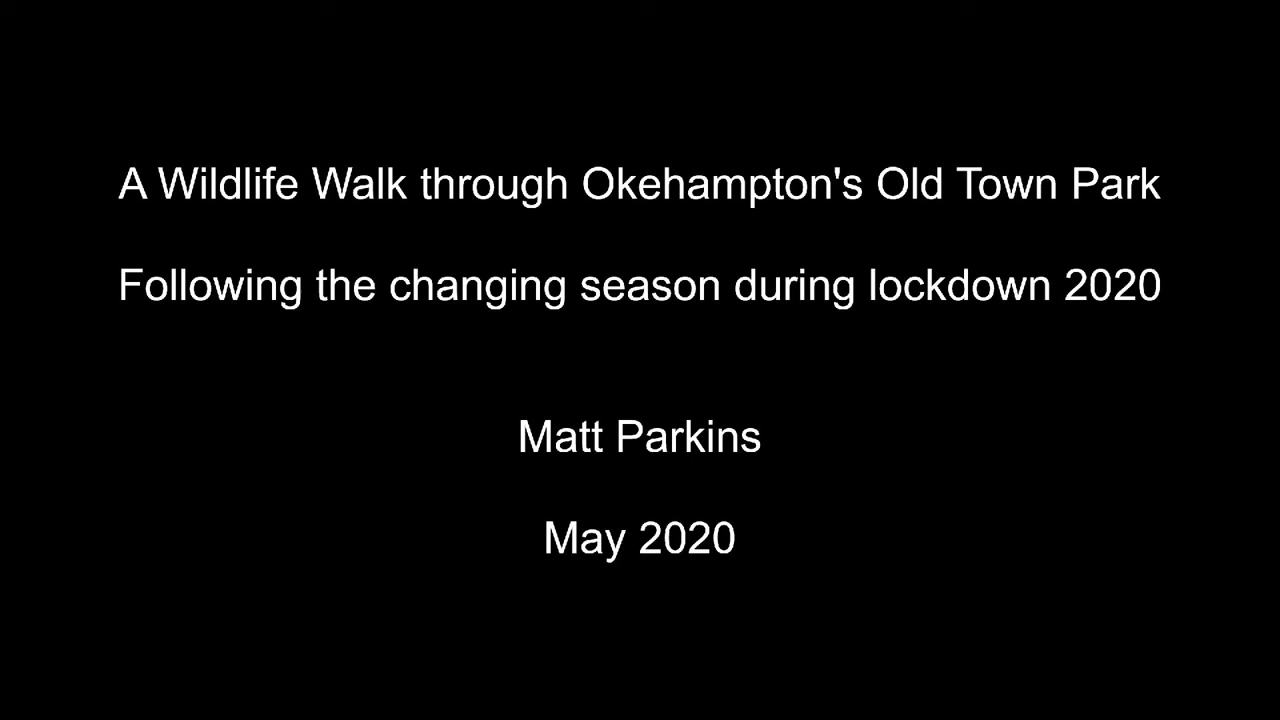 A Wildlife Walk through Okehampton's Old Town Park
Following the changing season during lockdown 2020
Matt Parkins
May 2020